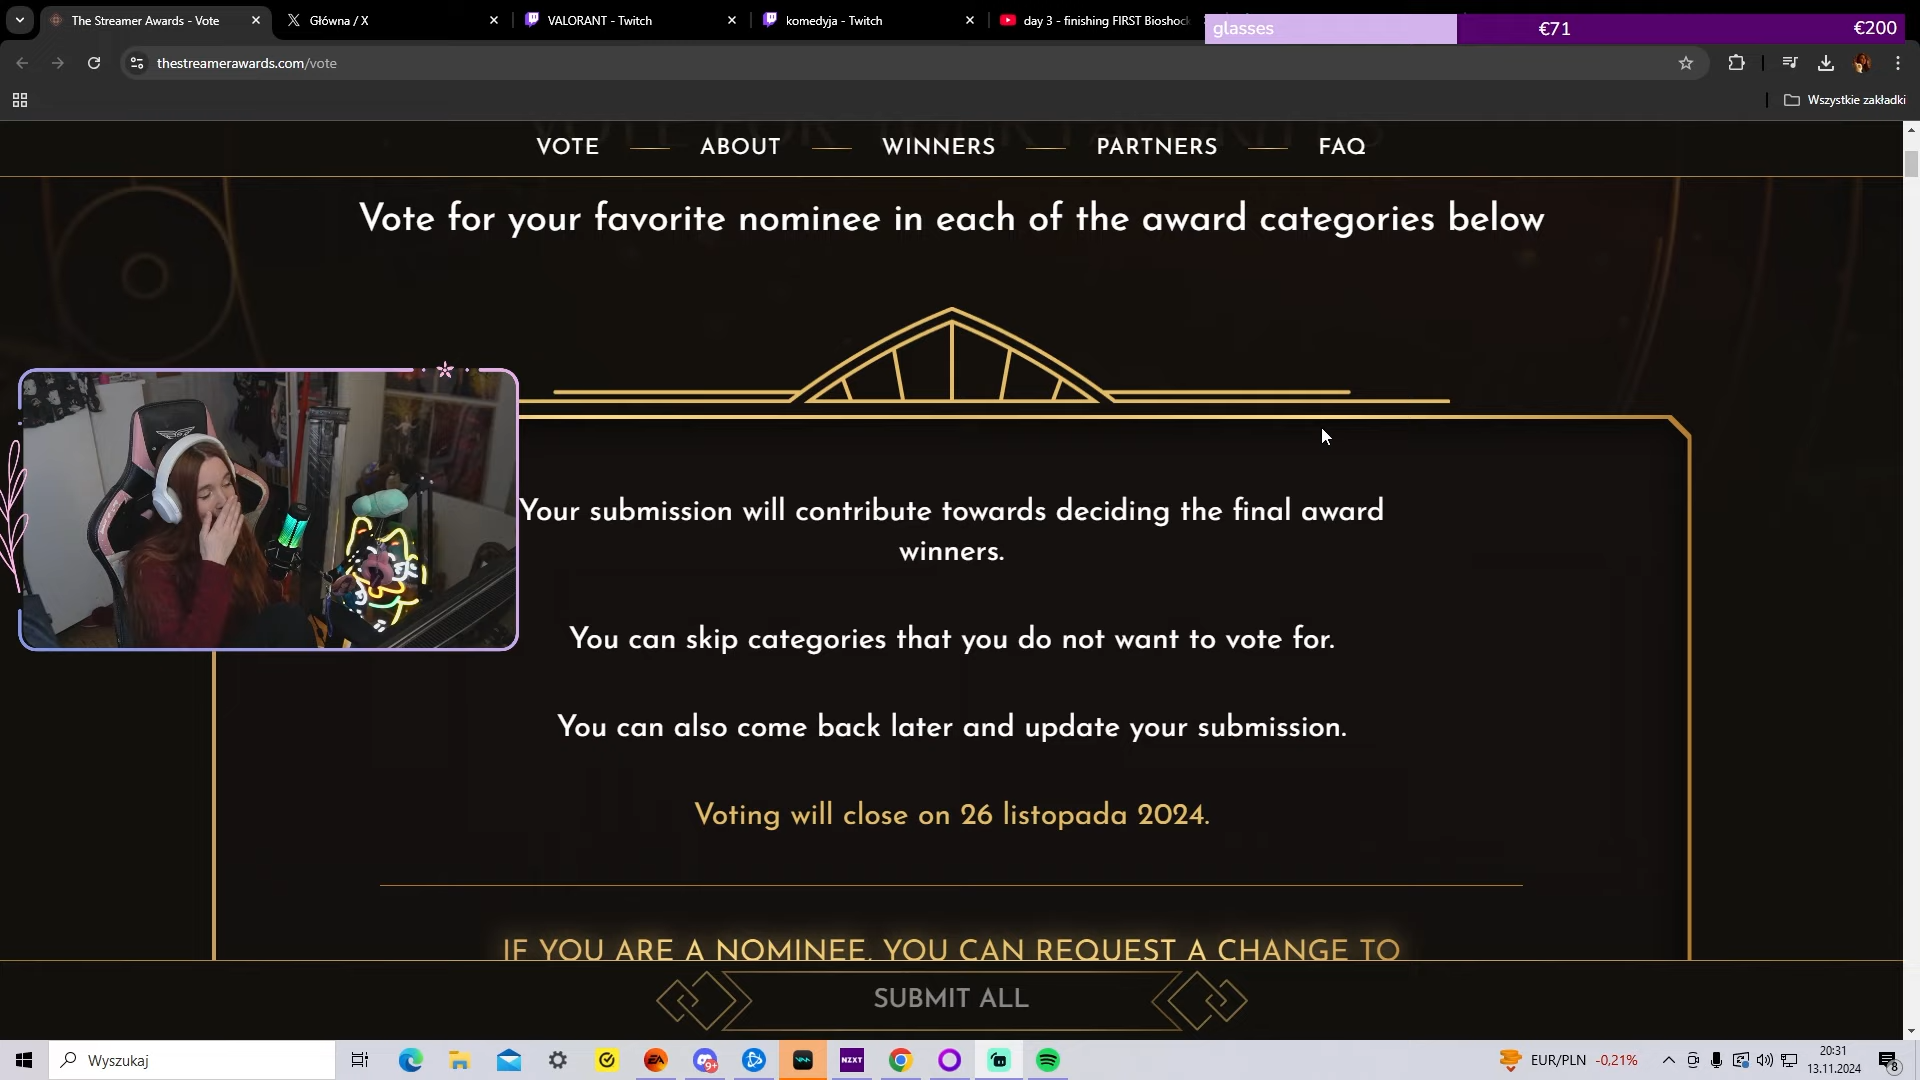 The Streamer Awards - Vote
Główna / X
VALORANT - Twitch
komedyja - Twitch
day 3 - finishing FIRST Bioshoc
glasses
€71
€200
thestreamerawards.com/vote
Wszystkie zakładki
VOTE
ABOUT
WINNERS
PARTNERS
FAQ
Vote for your favorite nominee in each of the award categories below
Your submission will contribute towards deciding the final award
winners.
You can skip categories that you do not want to vote for.
You can also come back later and update your submission.
Voting will close on 26 listopada 2024.
IF YOU ARE A NOMINEE, YOU CAN REQUEST A CHANGE TO
SUBMIT ALL
Wyszukaj
EA
9+
NZXT
EUR/PLN -0,21%
20:31
13.11.2024
8